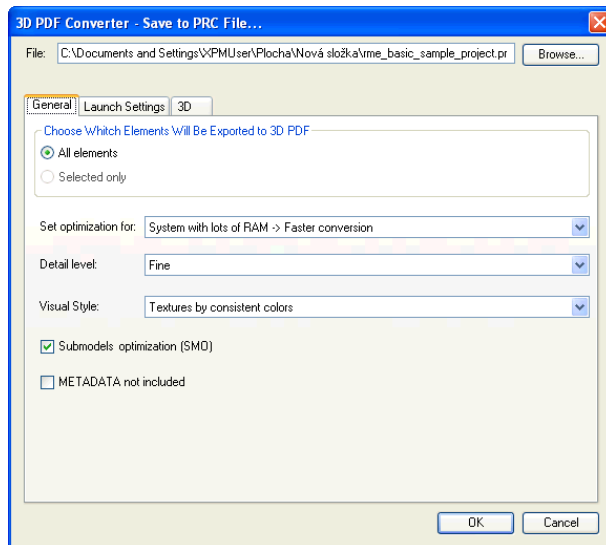 3D PDF Converter - Save to PRC File...
File: C:\Documents and Settings\XPMUser\Plocha\Nová složka\rme_basic_sample_project.pr Browse...
General Launch Settings 3D
Choose Whitch Elements Will Be Exported to 3D PDF
All elements
Selected only
Set optimization for: System with lots of RAM -> Faster conversion
Detail level: Fine
Visual Style: Textures by consistent colors
Submodels optimization (SMO)
METADATA not included
OK Cancel